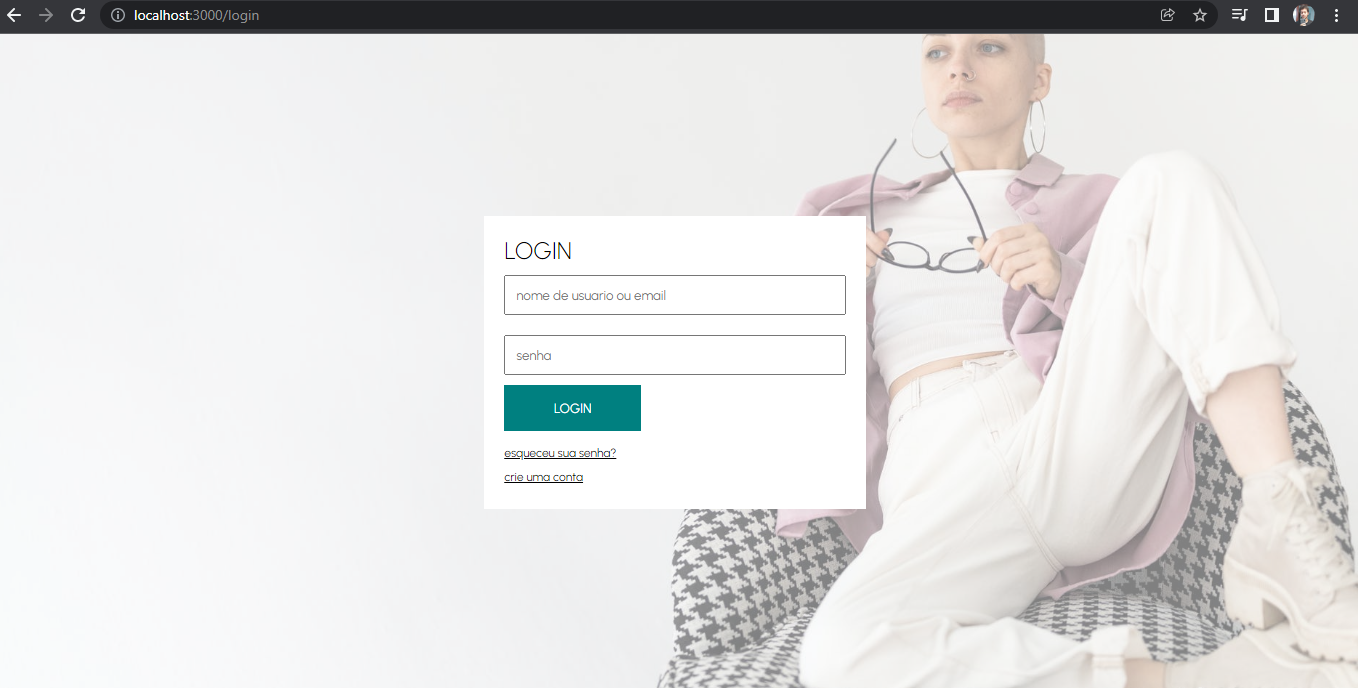 localhost:3000/login
LOGIN
nome de usuario ou email
senha
LOGIN
esqueceu sua senha?
crie uma conta